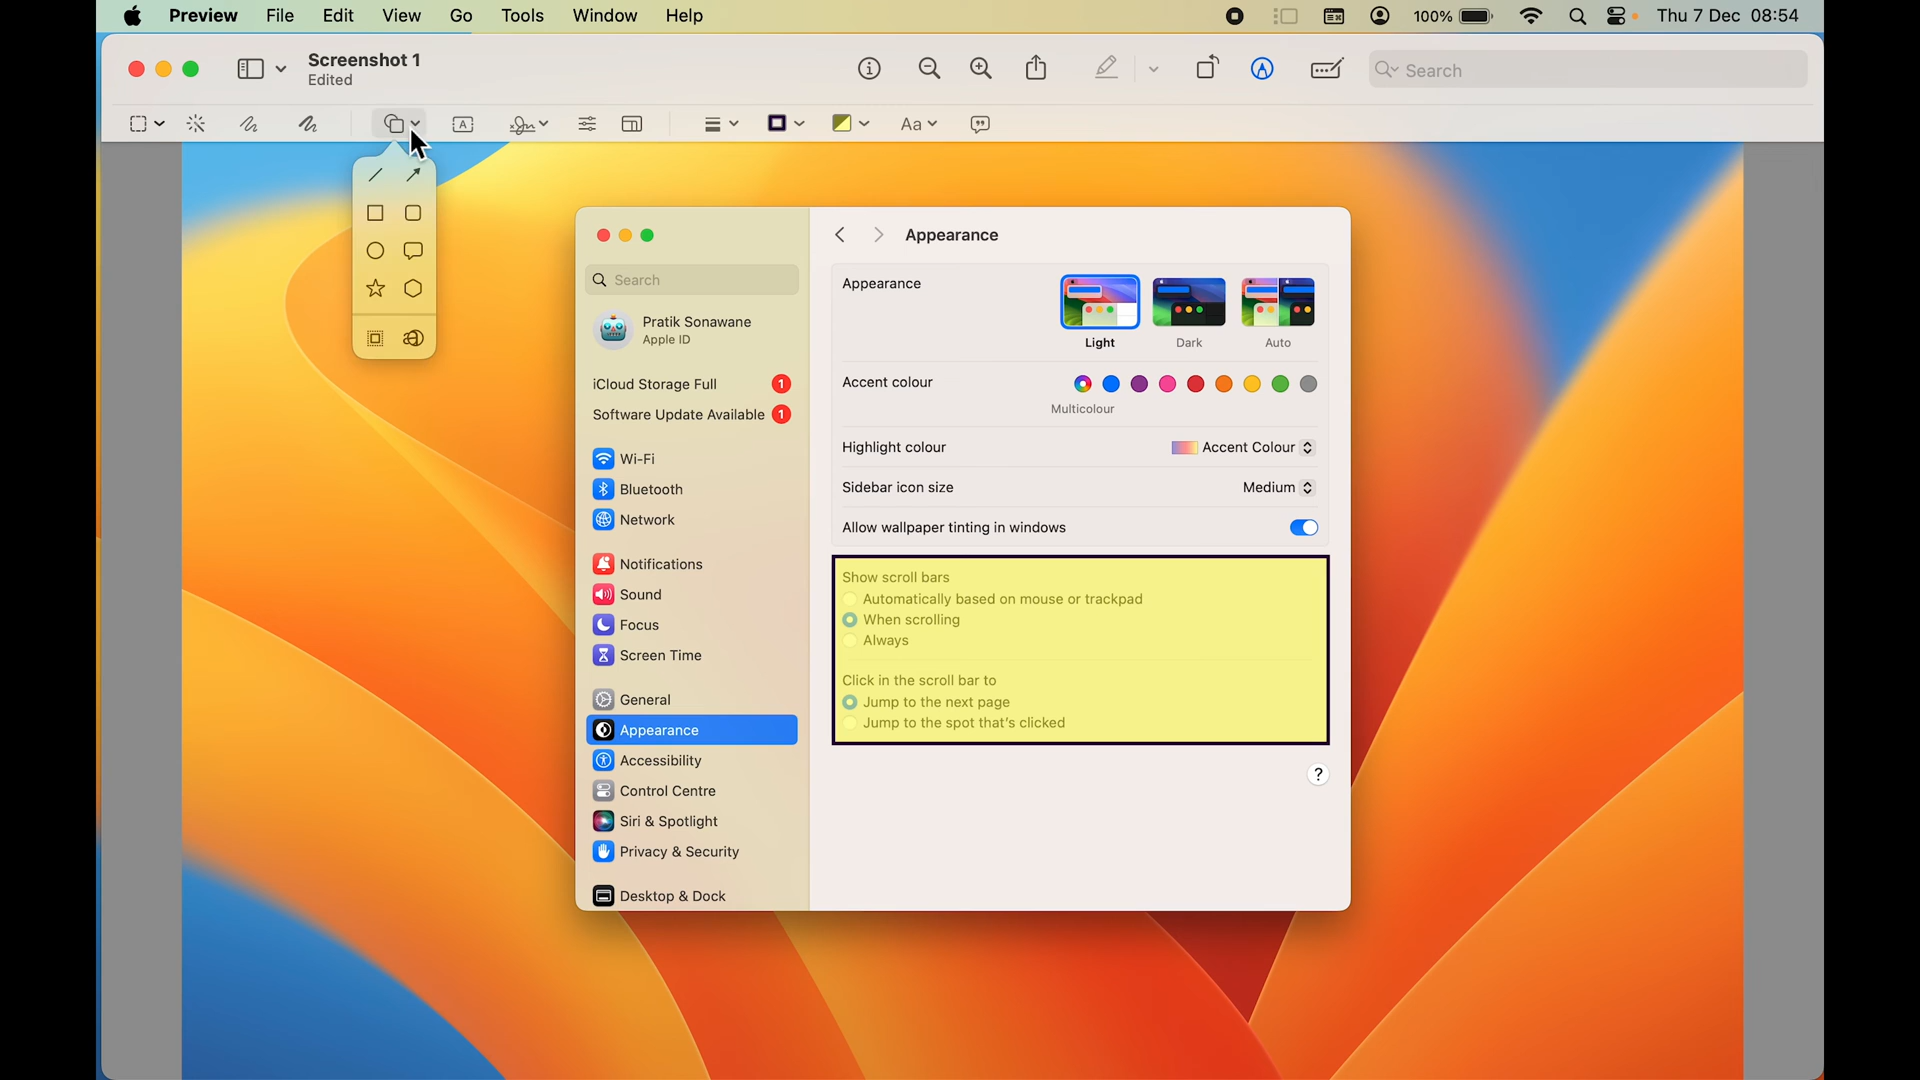 Preview File Edit View Go Tools Window Help 100% Thu 7 Dec 08:54
Screenshot 1
Edited
Search
A Aa
Appearance
Search
Pratik Sonawane
Apple ID
iCloud Storage Full 1
Software Update Available 1
Wi-Fi
Bluetooth
Network
Notifications
Sound
Focus
Screen Time
General
Appearance
Accessibility
Control Centre
Siri & Spotlight
Privacy & Security
Desktop & Dock
Appearance
Light Dark Auto
Accent colour
Multicolour
Highlight colour Accent Colour
Sidebar icon size Medium
Allow wallpaper tinting in windows
Show scroll bars
Automatically based on mouse or trackpad
When scrolling
Always
Click in the scroll bar to
Jump to the next page
Jump to the spot that's clicked
?